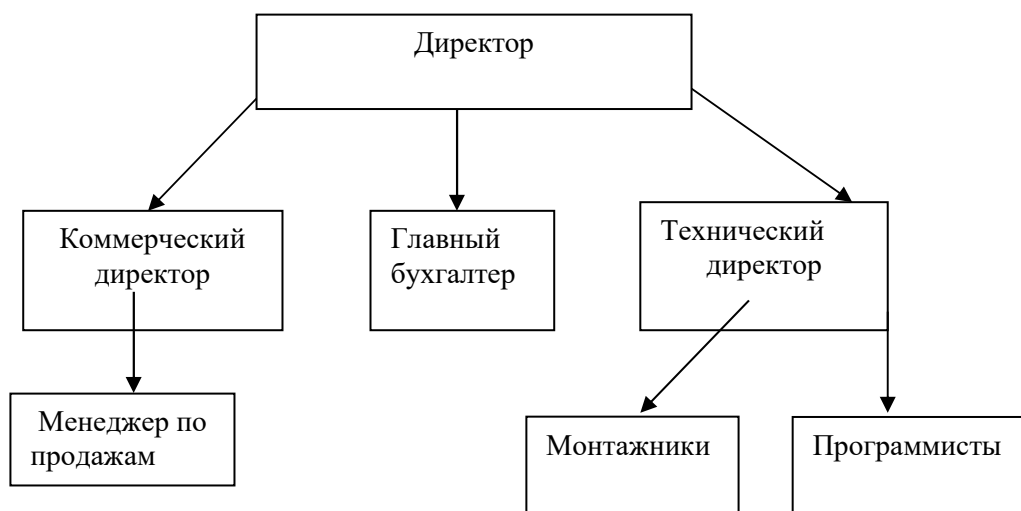 Директор
Коммерческий
директор
Главный
бухгалтер
Технический
директор
Менеджер по
продажам
Монтажники
Программисты